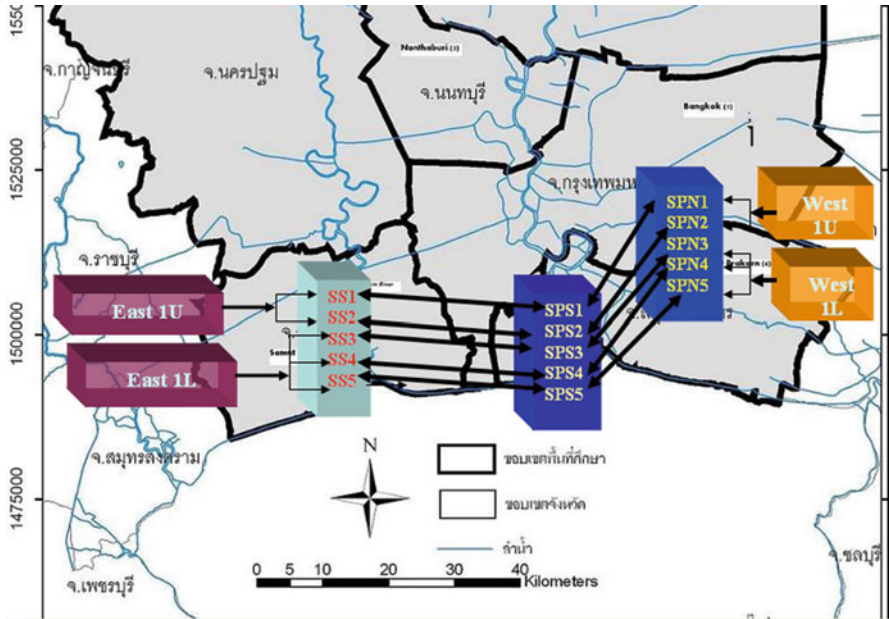 1550
1525000
1500000
1475000
จ.กาญจนบุรี
จ.นครปฐม
Nonthaburi (3)
จ.นนทบุรี
Bangkok (1)
จ.กรุงเทพมห
จ.ราชบุรี
East 1U
East 1L
SS1
SS2
SS3
SS4
SS5
Samut
SPS1
SPS2
SPS3
SPS4
SPS5
SPN1
SPN2
SPN3
SPN4
SPN5
West
1U
West
1L
จ.สมุทรสงคราม
จ.เพชรบุรี
จ.ชลบุรี
N
ขอบเขตพื้นที่ศึกษา
ขอบเขตจังหวัด
ลำน้ำ
0 5 10 20 30 40
Kilometers